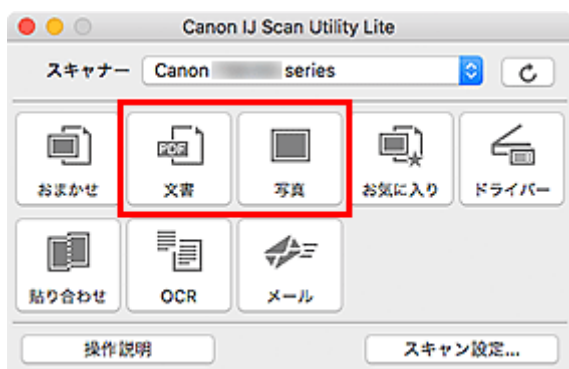 Canon IJ Scan Utility Lite
スキャナー Canon series
おまかせ 文書 写真 お気に入り ドライバー
貼り合わせ OCR メール
操作説明 スキャン設定...